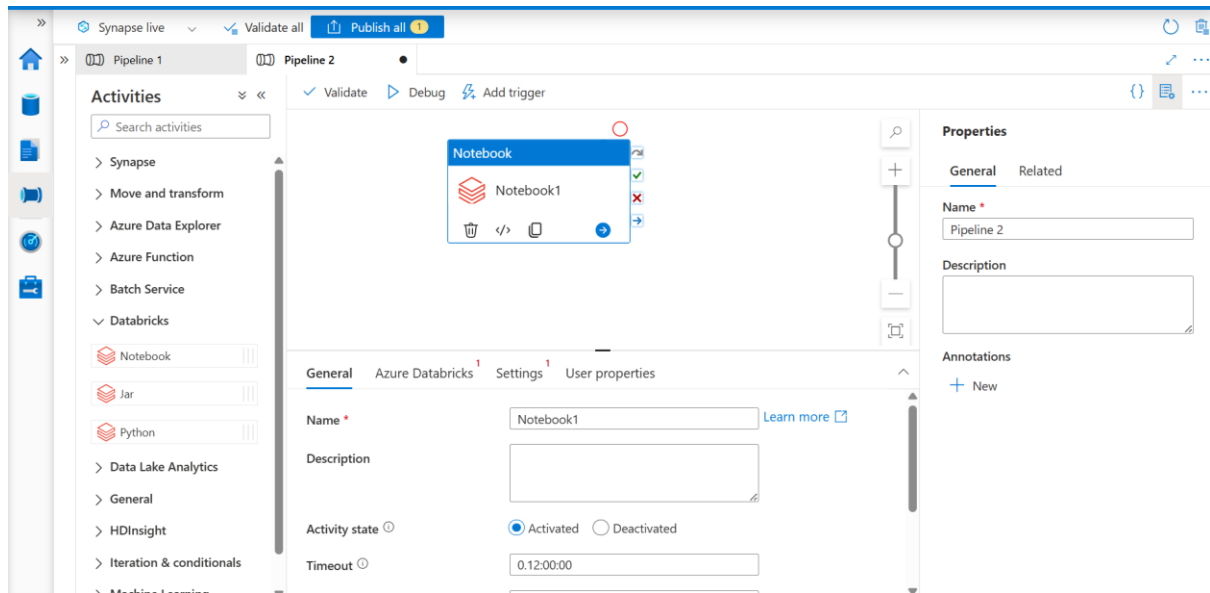 Synapse live
Validate all
Publish all 1
Pipeline 1
Pipeline 2
Activities
Search activities
Synapse
Move and transform
Azure Data Explorer
Azure Function
Batch Service
Databricks
Notebook
Jar
Python
Data Lake Analytics
General
HDInsight
Iteration & conditionals
Machine Learning
Validate
Debug
Add trigger
Notebook
Notebook1
General
Azure Databricks 1
Settings 1
User properties
Name *
Notebook1
Learn more
Description
Activity state
Activated
Deactivated
Timeout
0.12:00:00
Properties
General
Related
Name *
Pipeline 2
Description
Annotations
New